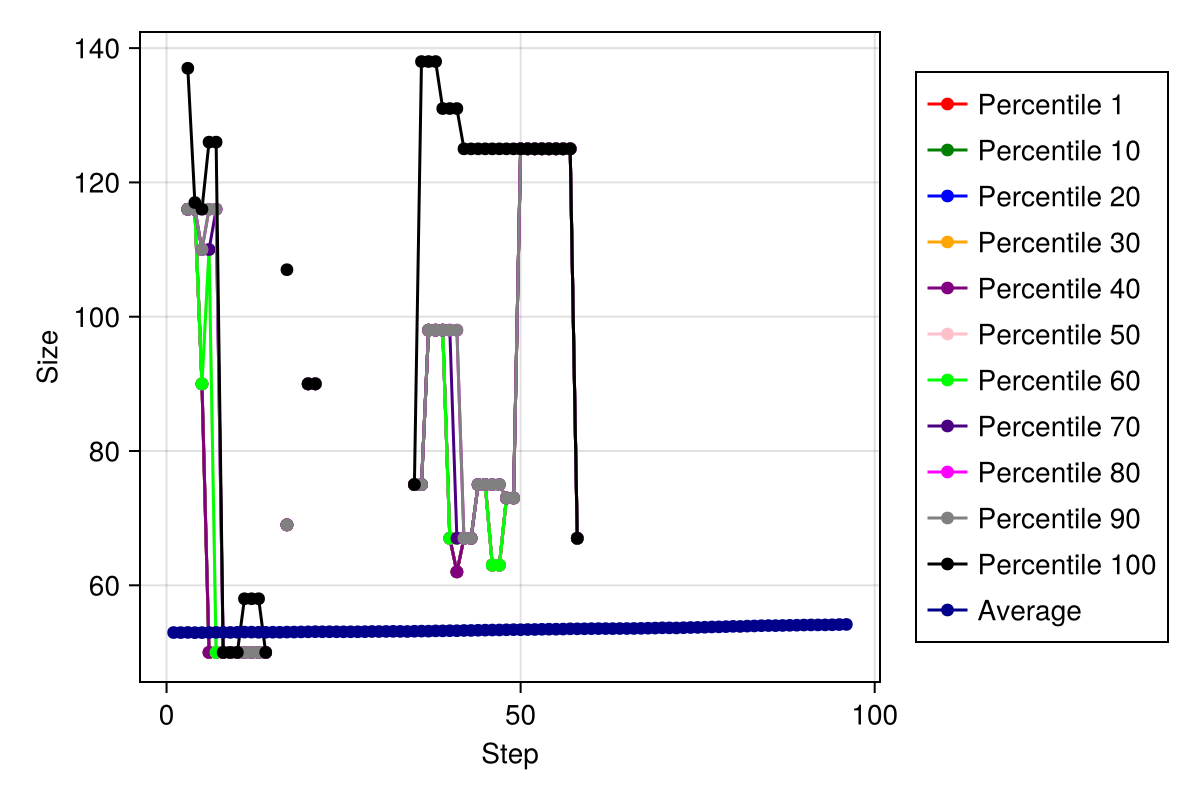 140
120
100
80
60
Size
0
50
100
Step
Percentile 1
Percentile 10
Percentile 20
Percentile 30
Percentile 40
Percentile 50
Percentile 60
Percentile 70
Percentile 80
Percentile 90
Percentile 100
Average